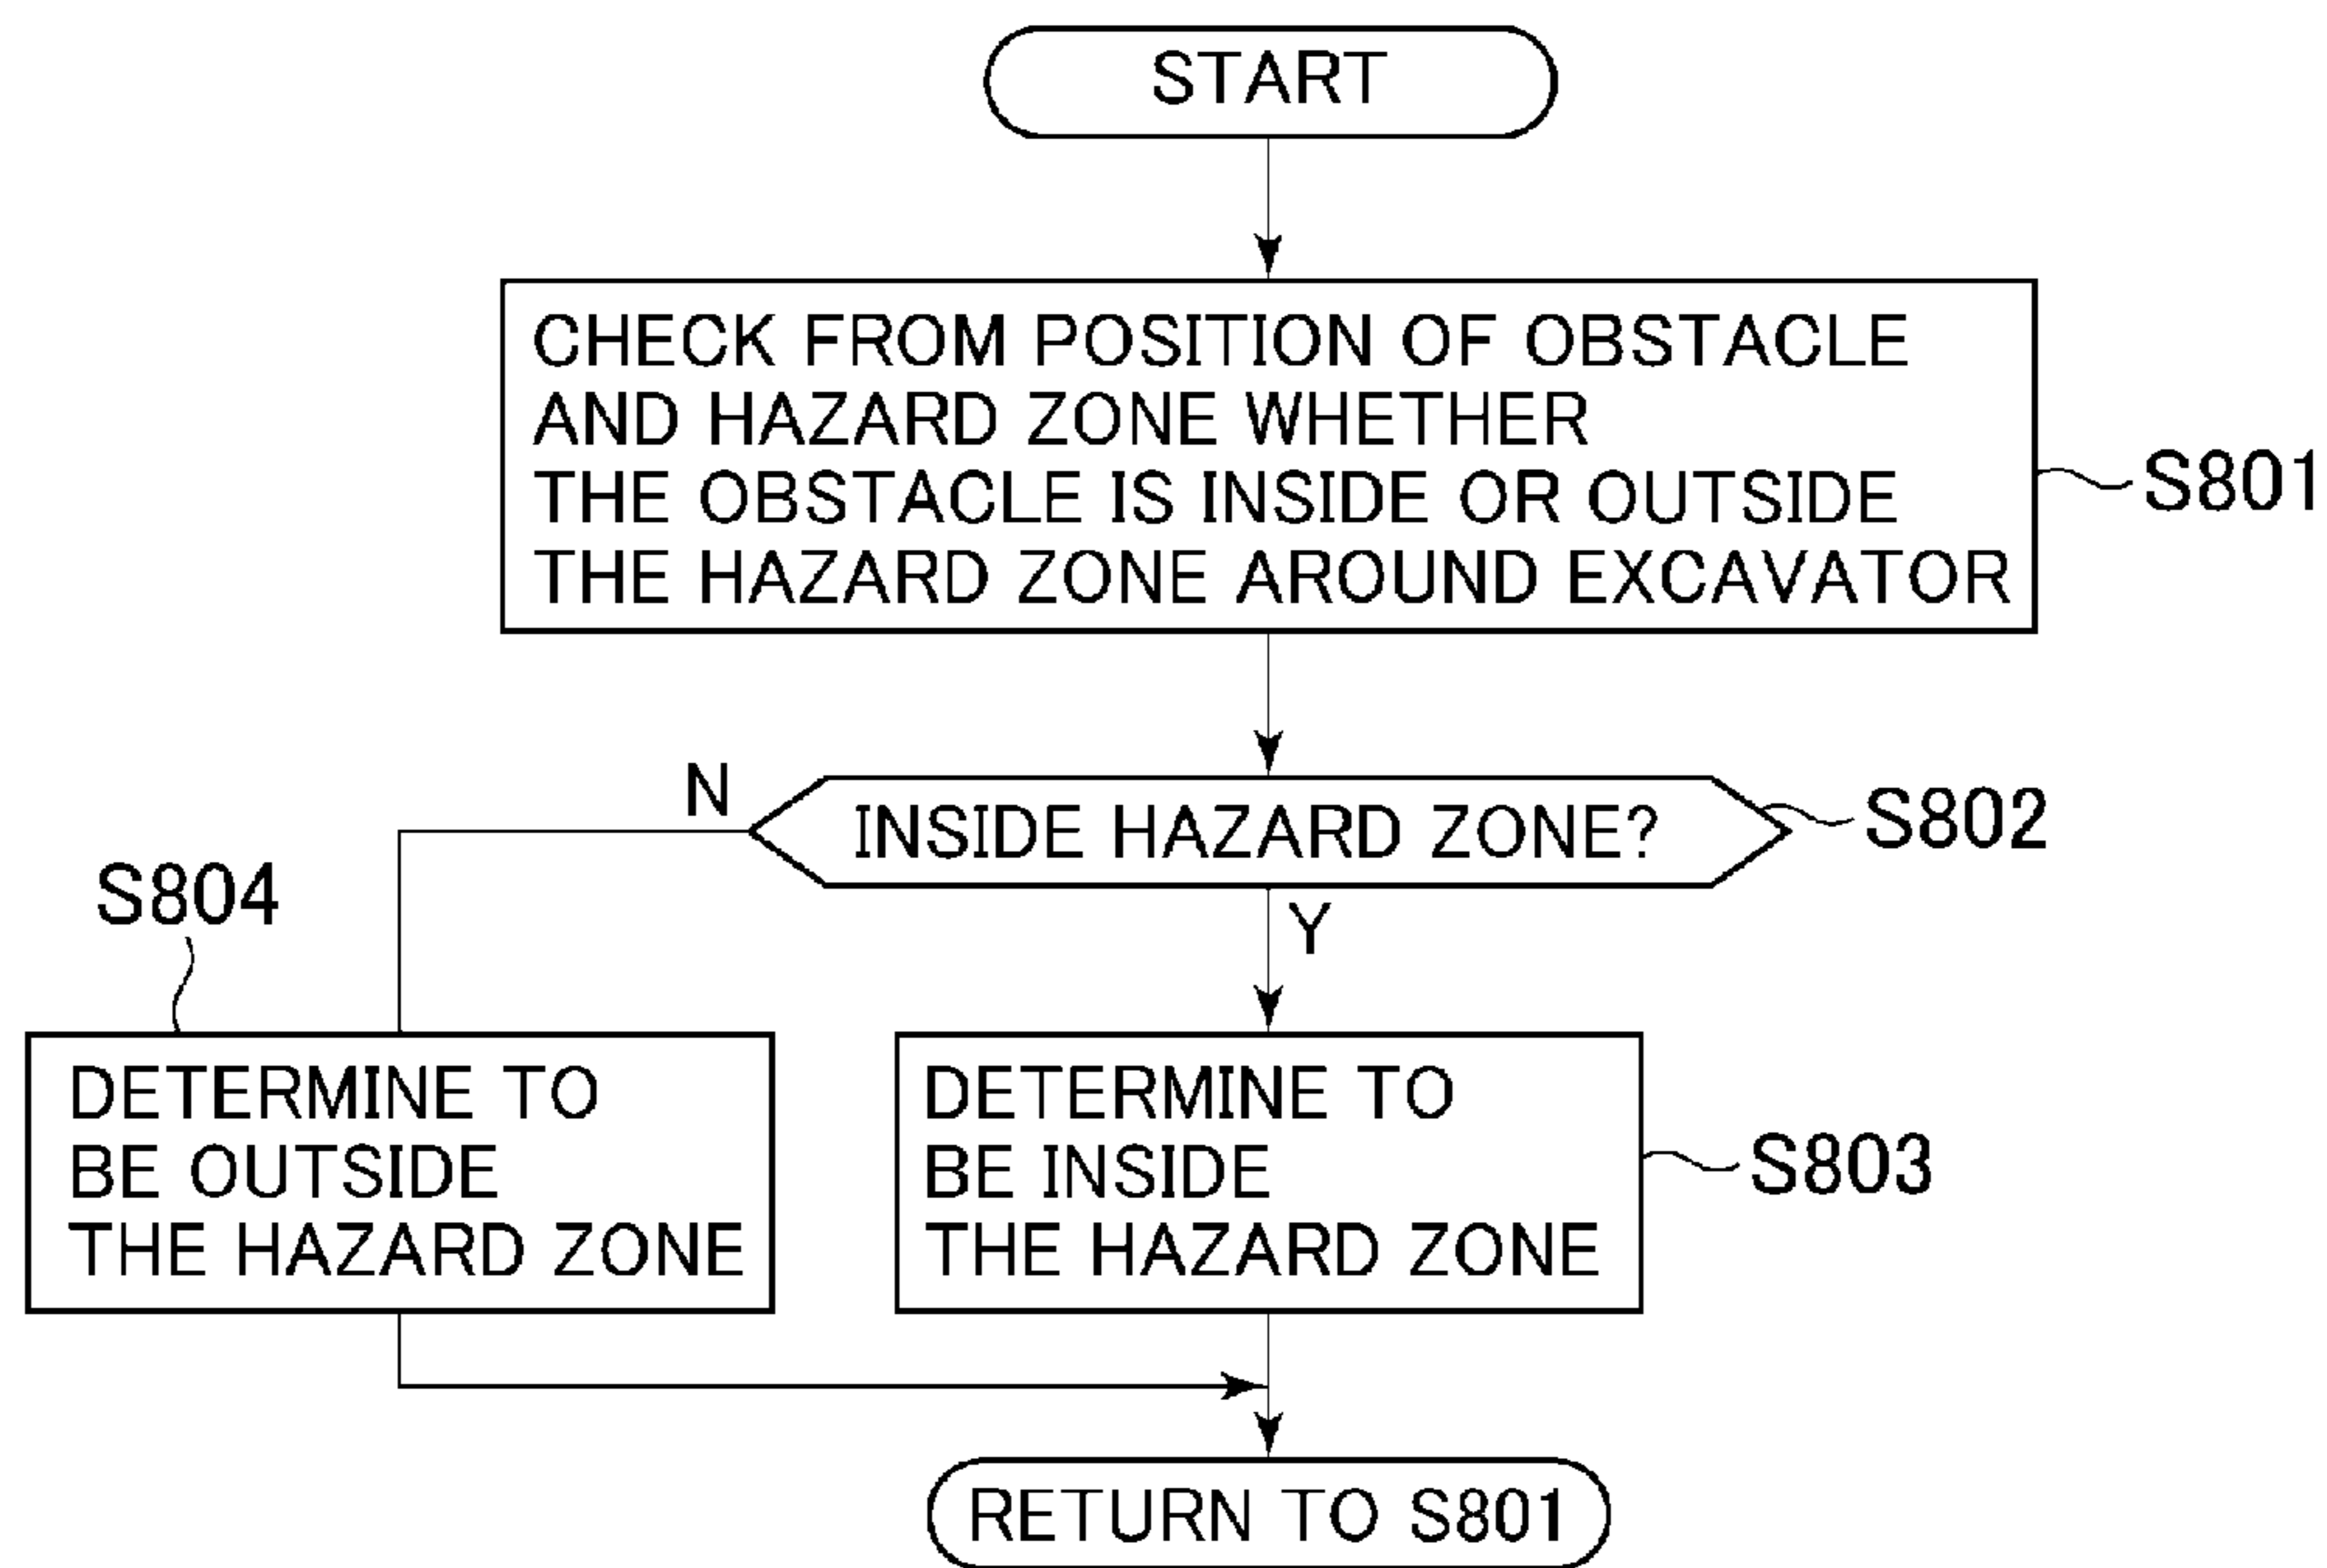 START
CHECK FROM POSITION OF OBSTACLE
AND HAZARD ZONE WHETHER
THE OBSTACLE IS INSIDE OR OUTSIDE
THE HAZARD ZONE AROUND EXCAVATOR
S801
N
INSIDE HAZARD ZONE?
S802
S804
Y
DETERMINE TO
BE OUTSIDE
THE HAZARD ZONE
DETERMINE TO
BE INSIDE
THE HAZARD ZONE
S803
RETURN TO S801